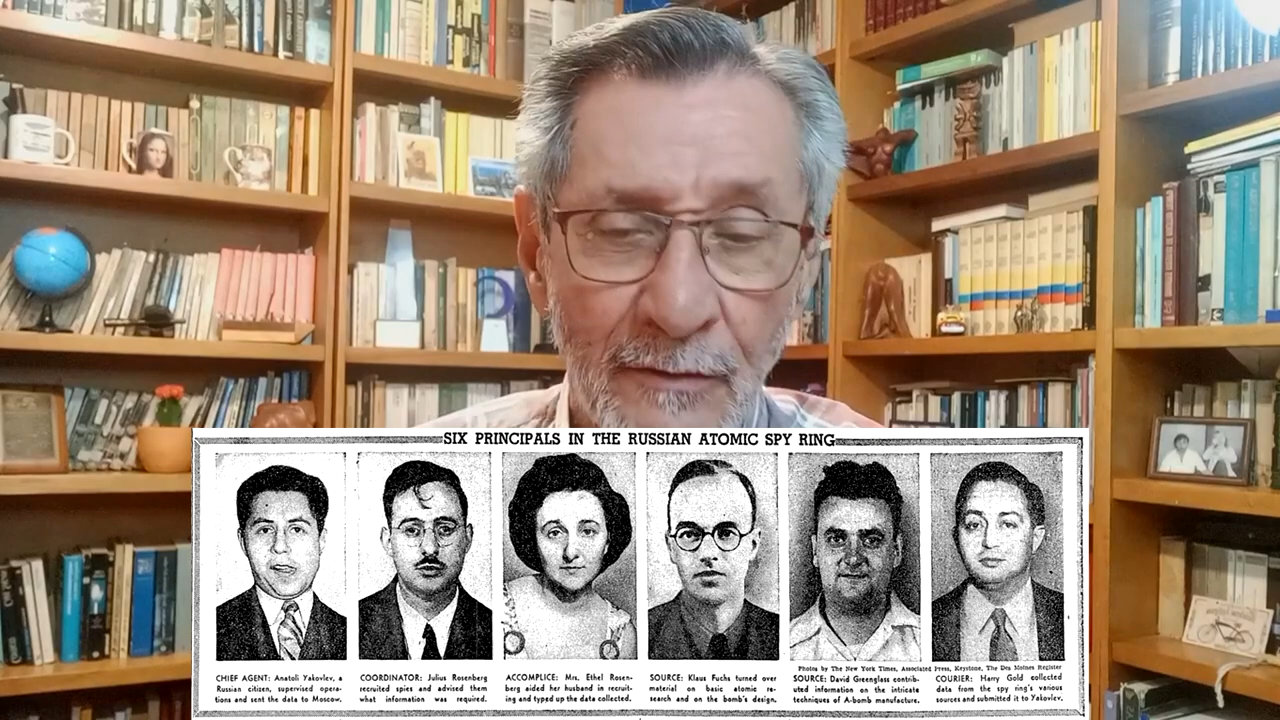 SIX PRINCIPALS IN THE RUSSIAN ATOMIC SPY RING
Photos by The New York Times, Associated Press, Keystone, The Des Moines Register
CHIEF AGENT: Anatoli Yakovlev, a
Russian citizen, supervised opera-
tions and sent the data to Moscow.
COORDINATOR: Julius Rosenberg
recruited spies and advised them
what information was required.
ACCOMPLICE: Mrs. Ethel Rosen-
berg aided her husband in recruit-
ing and typed up the data collected.
SOURCE: Klaus Fuchs turned over
material on basic atomic re-
search and on the bomb's design.
SOURCE: David Greenglass contrib-
uted information on the intricate
techniques of A-bomb manufacture.
COURIER: Harry Gold collected
data from the spy ring's various
sources and submitted it to Yakovlev.